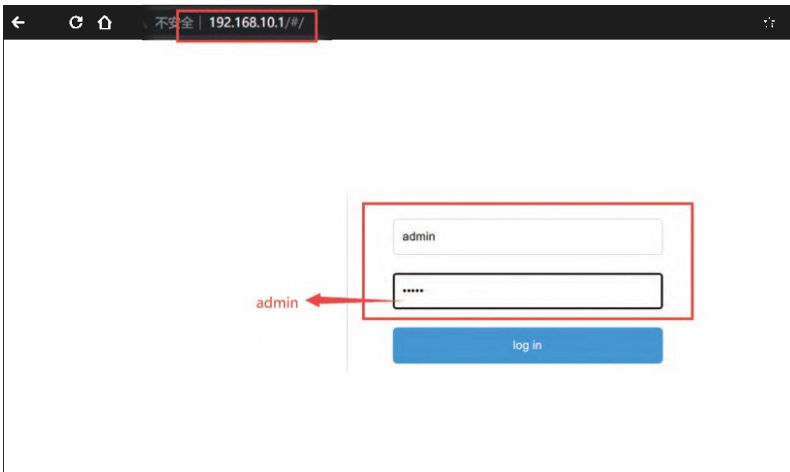 不安全 | 192.168.10.1/#/
admin
•••••
admin
log in